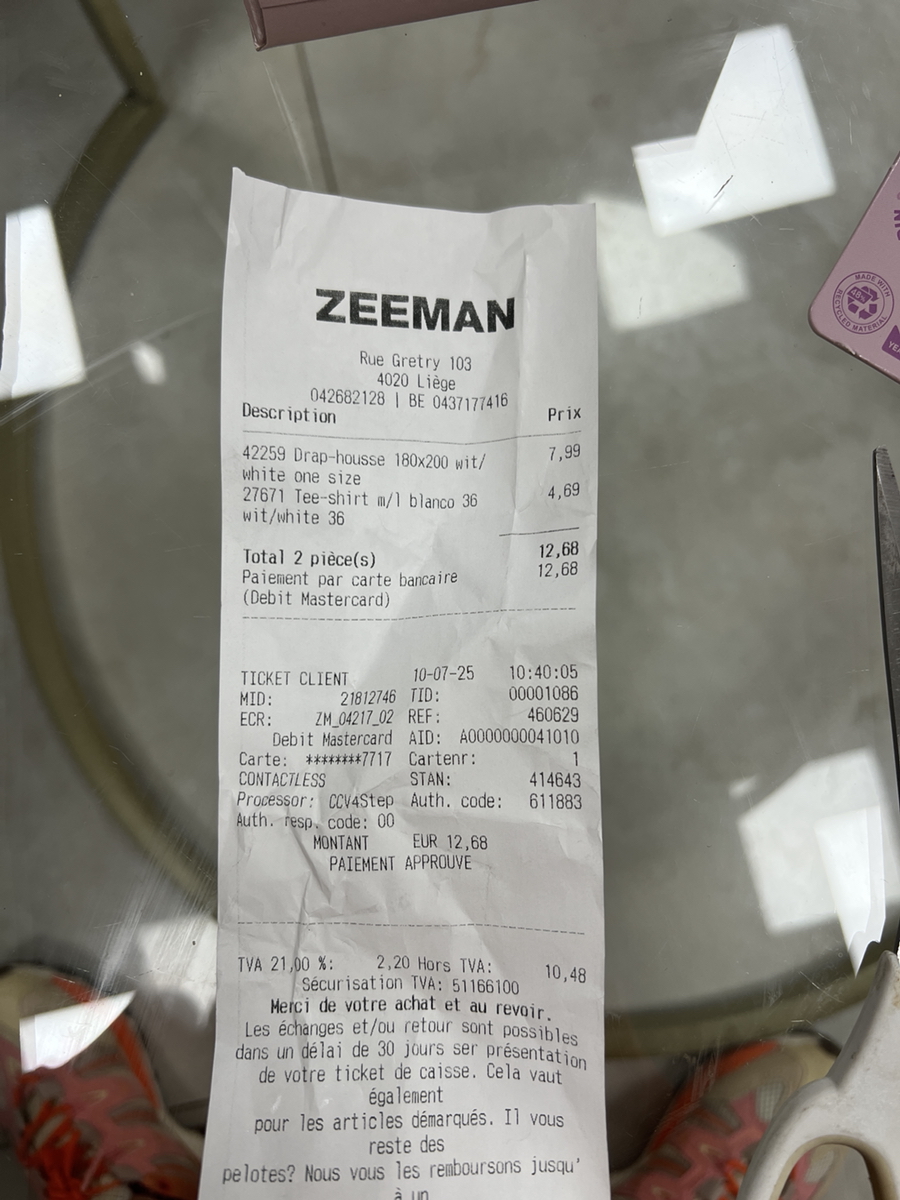 ZEEMAN
Rue Gretry 103
4020 Liège
042682128 | BE 0437177416
Description Prix
42259 Drap-housse 180x200 wit/ 7,99
white one size
27671 Tee-shirt m/l blanco 36 4,69
wit/white 36
Total 2 pièce(s) 12,68
Paiement par carte bancaire 12,68
(Debit Mastercard)
TICKET CLIENT 10-07-25 10:40:05
MID: 21812746 TID: 00001086
ECR: ZM_04217_02 REF: 460629
Debit Mastercard AID: A0000000041010
Carte: ********7717 Cartenr: 1
CONTACTLESS STAN: 414643
Processor: CCV4Step Auth. code: 611883
Auth. resp. code: 00
MONTANT EUR 12,68
PAIEMENT APPROUVE
TVA 21,00 %: 2,20 Hors TVA: 10,48
Sécurisation TVA: 51166100
Merci de votre achat et au revoir.
Les échanges et/ou retour sont possibles
dans un délai de 30 jours ser présentation
de votre ticket de caisse. Cela vaut
également
pour les articles démarqués. Il vous
reste des
pelotes? Nous vous les remboursons jusqu'
à un
MADE WITH
RECYCLED MATERIAL